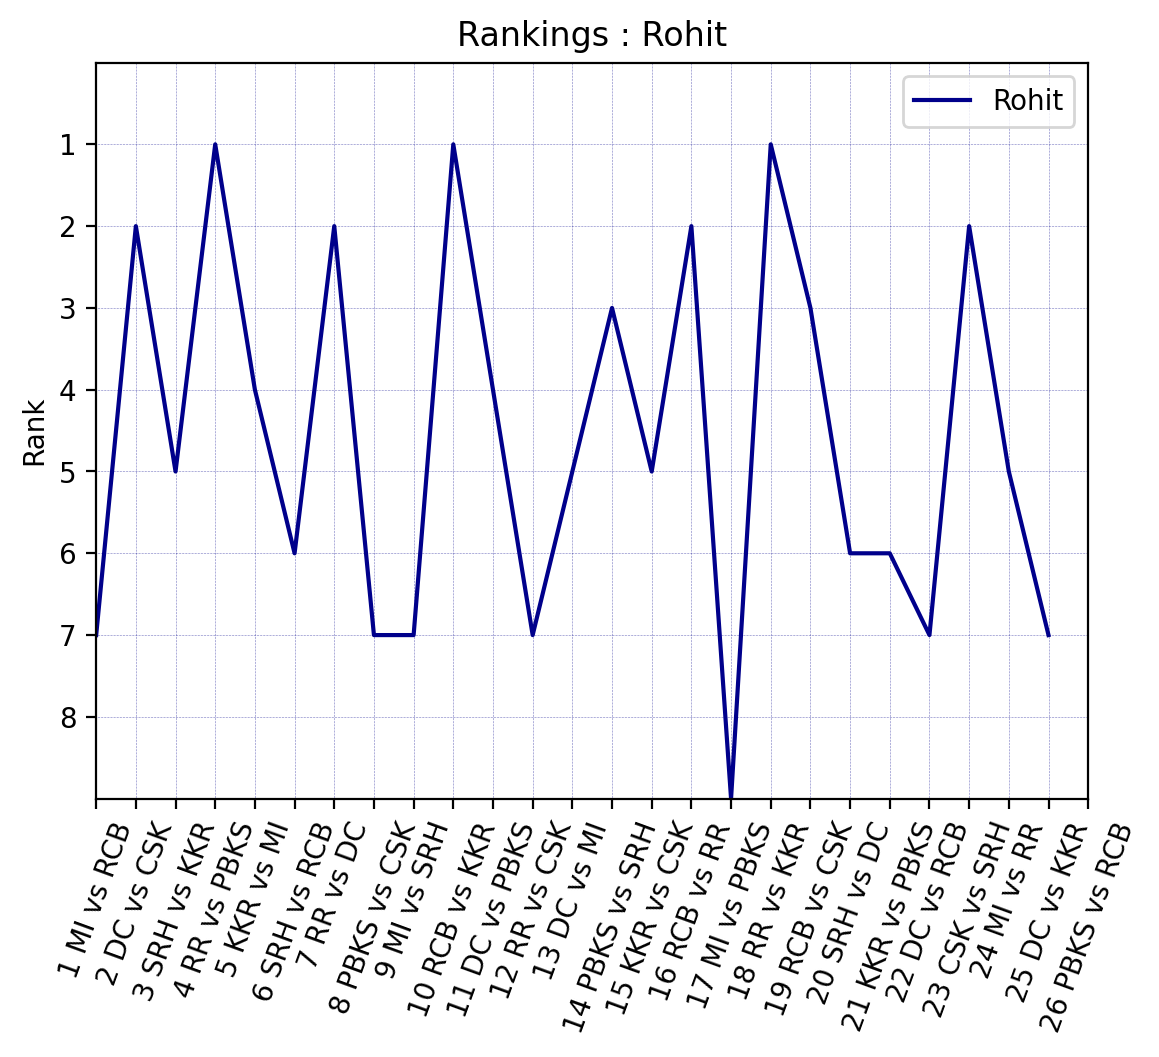 Rankings : Rohit
Rohit
1
2
3
4
5
6
7
8
Rank
1 MI vs RCB
2 DC vs CSK
3 SRH vs KKR
4 RR vs PBKS
5 KKR vs MI
6 SRH vs RCB
7 RR vs DC
8 PBKS vs CSK
9 MI vs SRH
10 RCB vs KKR
11 DC vs PBKS
12 RR vs CSK
13 DC vs MI
14 PBKS vs SRH
15 KKR vs CSK
16 RCB vs RR
17 MI vs PBKS
18 RR vs KKR
19 RCB vs CSK
20 SRH vs DC
21 KKR vs PBKS
22 DC vs RCB
23 CSK vs SRH
24 MI vs RR
25 DC vs KKR
26 PBKS vs RCB